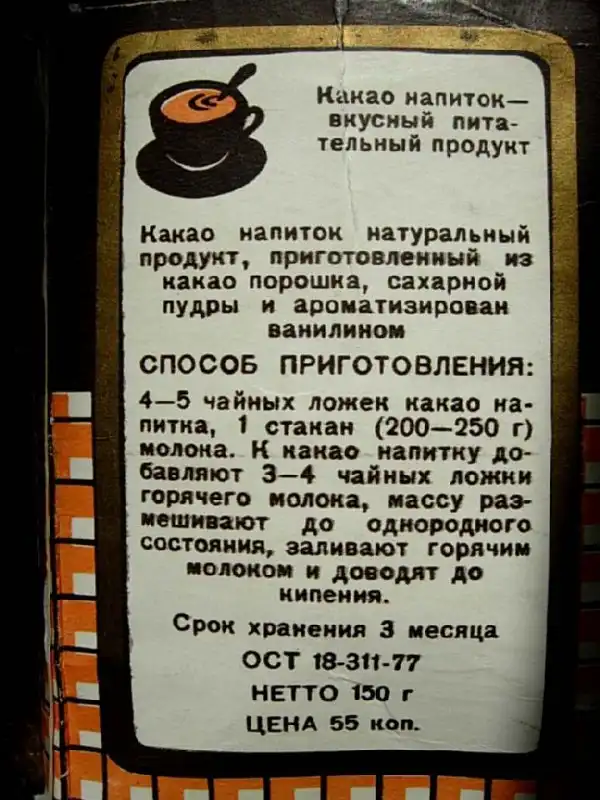 Какао напиток—
вкусный пита-
тельный продукт
Какао напиток натуральный
продукт, приготовленный из
какао порошка, сахарной
пудры и ароматизирован
ванилином
СПОСОБ ПРИГОТОВЛЕНИЯ:
4—5 чайных ложек какао на-
питка, 1 стакан (200—250 г)
молока. К какао напитку до-
бавляют 3—4 чайных ложки
горячего молока, массу раз-
мешивают до однородного
состояния, заливают горячим
молоком и доводят до
кипения.
Срок хранения 3 месяца
ОСТ 18-311-77
НЕТТО 150 г
ЦЕНА 55 коп.